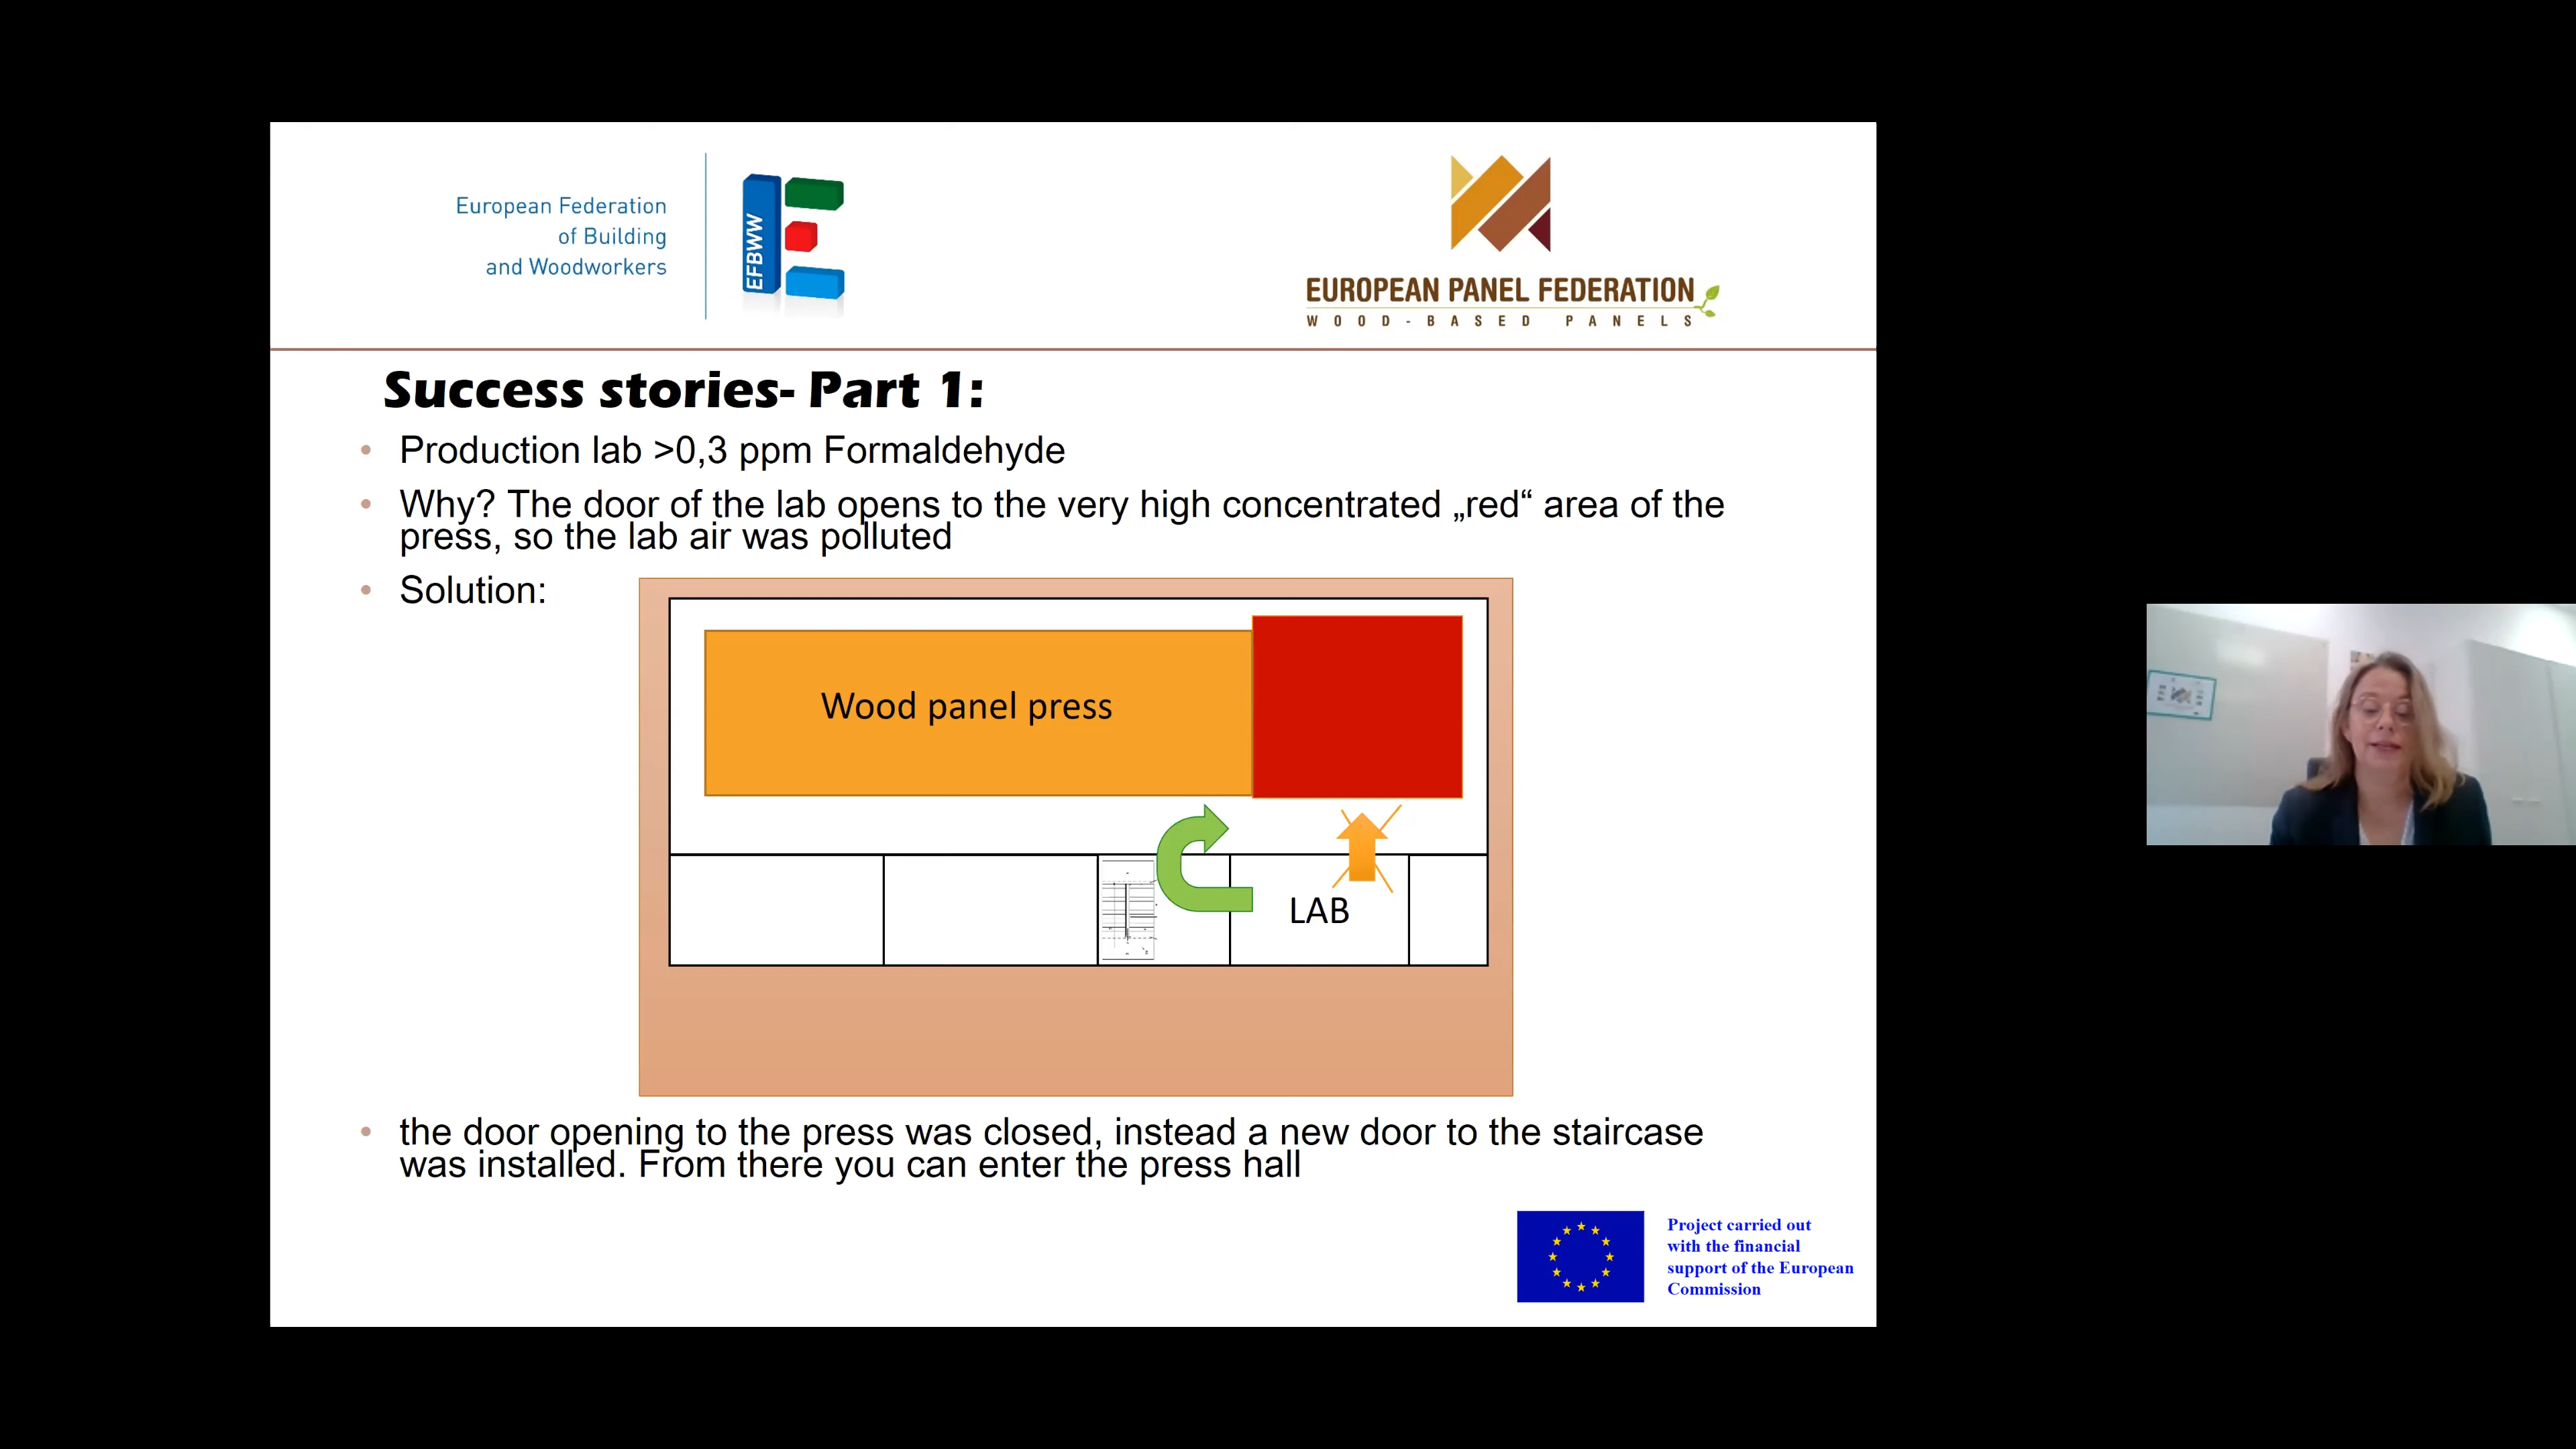 European Federation
of Building
and Woodworkers
EFBWW
EUROPEAN PANEL FEDERATION
WOOD-BASED PANELS
Success stories- Part 1:
Production lab >0,3 ppm Formaldehyde
Why? The door of the lab opens to the very high concentrated „red“ area of the
press, so the lab air was polluted
Solution:
Wood panel press
LAB
the door opening to the press was closed, instead a new door to the staircase
was installed. From there you can enter the press hall
Project carried out
with the financial
support of the European
Commission